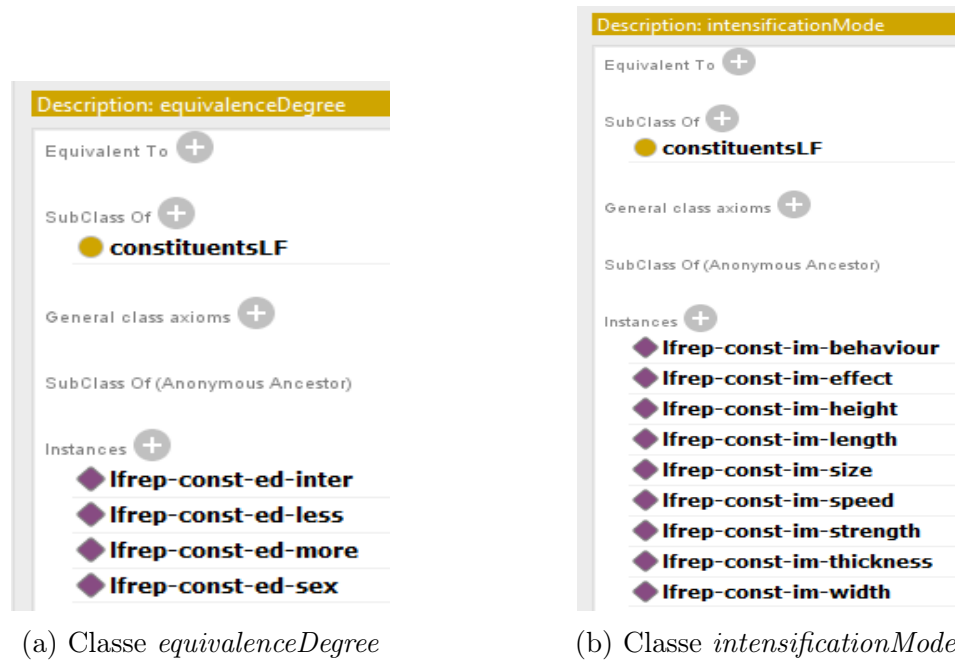 Description: equivalenceDegree
Equivalent To
SubClass Of
constituentsLF
General class axioms
SubClass Of (Anonymous Ancestor)
Instances
lfrep-const-ed-inter
lfrep-const-ed-less
lfrep-const-ed-more
lfrep-const-ed-sex
(a) Classe equivalenceDegree
Description: intensificationMode
Equivalent To
SubClass Of
constituentsLF
General class axioms
SubClass Of (Anonymous Ancestor)
Instances
lfrep-const-im-behaviour
lfrep-const-im-effect
lfrep-const-im-height
lfrep-const-im-length
lfrep-const-im-size
lfrep-const-im-speed
lfrep-const-im-strength
lfrep-const-im-thickness
lfrep-const-im-width
(b) Classe intensificationMode